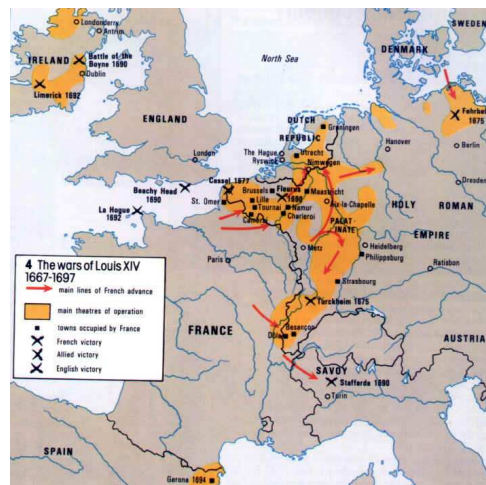 Londonderry
Antrim
SWEDEN
DENMARK
North Sea
IRELAND
Battle of the
Boyne 1690
Dublin
Limerick 1692
Fehrbel
1675
ENGLAND
DUTCH
REPUBLIC
Groningen
Hanover
Berlin
London
The Hague
Ryswick
Utrecht
Nimwegen
Cassel 1677
Beachy Head
1690
Brussels
Fleurus
1690
Maastricht
Dresden
St. Omer
Lille
Tournai
Namur
Aix-la-Chapelle
HOLY
ROMAN
La Hogue
1692
Cambrai
Charleroi
PALAT-
INATE
EMPIRE
Metz
Heidelberg
Philippsburg
Paris
Ratisbon
4 The wars of Louis XIV
1667-1697
main lines of French advance
main theatres of operation
towns occupied by France
French victory
Allied victory
English victory
Strasbourg
Türckheim 1675
FRANCE
Besançon
Dôle
AUSTRIA
SAVOY
Staffarda 1690
Turin
SPAIN
Gerona 1694